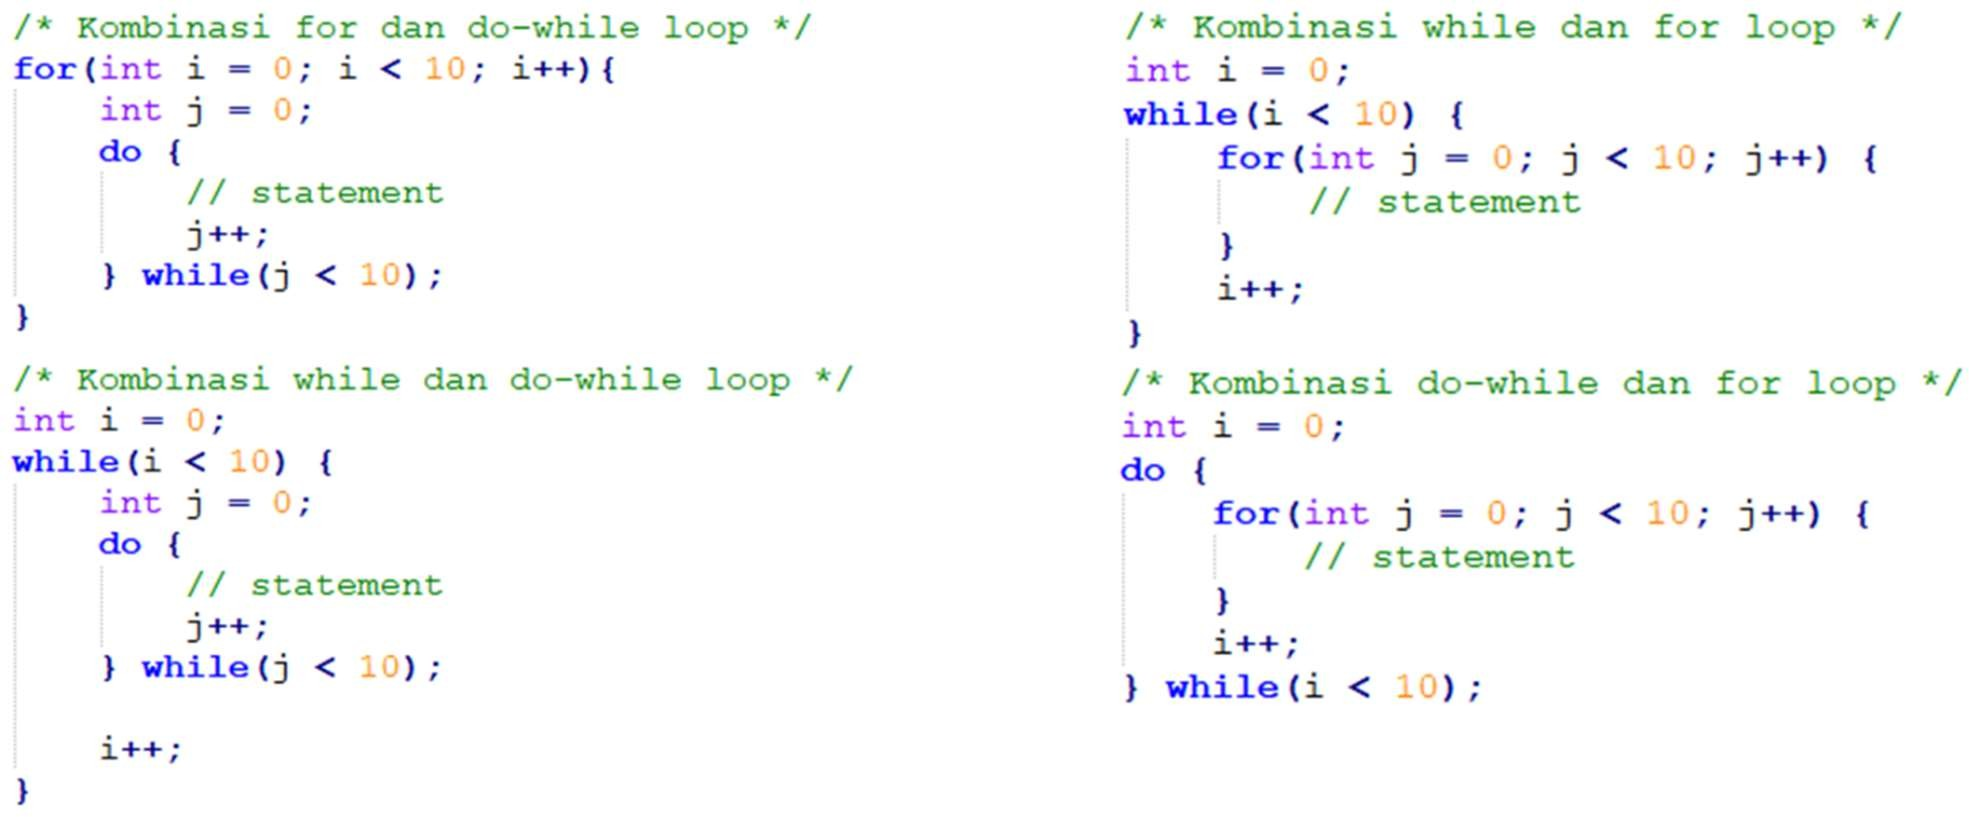 /* Kombinasi for dan do-while loop */
for(int i = 0; i < 10; i++){
    int j = 0;
    do {
        // statement
        j++;
    } while(j < 10);
}
/* Kombinasi while dan do-while loop */
int i = 0;
while(i < 10) {
    int j = 0;
    do {
        // statement
        j++;
    } while(j < 10);

    i++;
}
/* Kombinasi while dan for loop */
int i = 0;
while(i < 10) {
    for(int j = 0; j < 10; j++) {
        // statement
    }
    i++;
}
/* Kombinasi do-while dan for loop */
int i = 0;
do {
    for(int j = 0; j < 10; j++) {
        // statement
    }
    i++;
} while(i < 10);